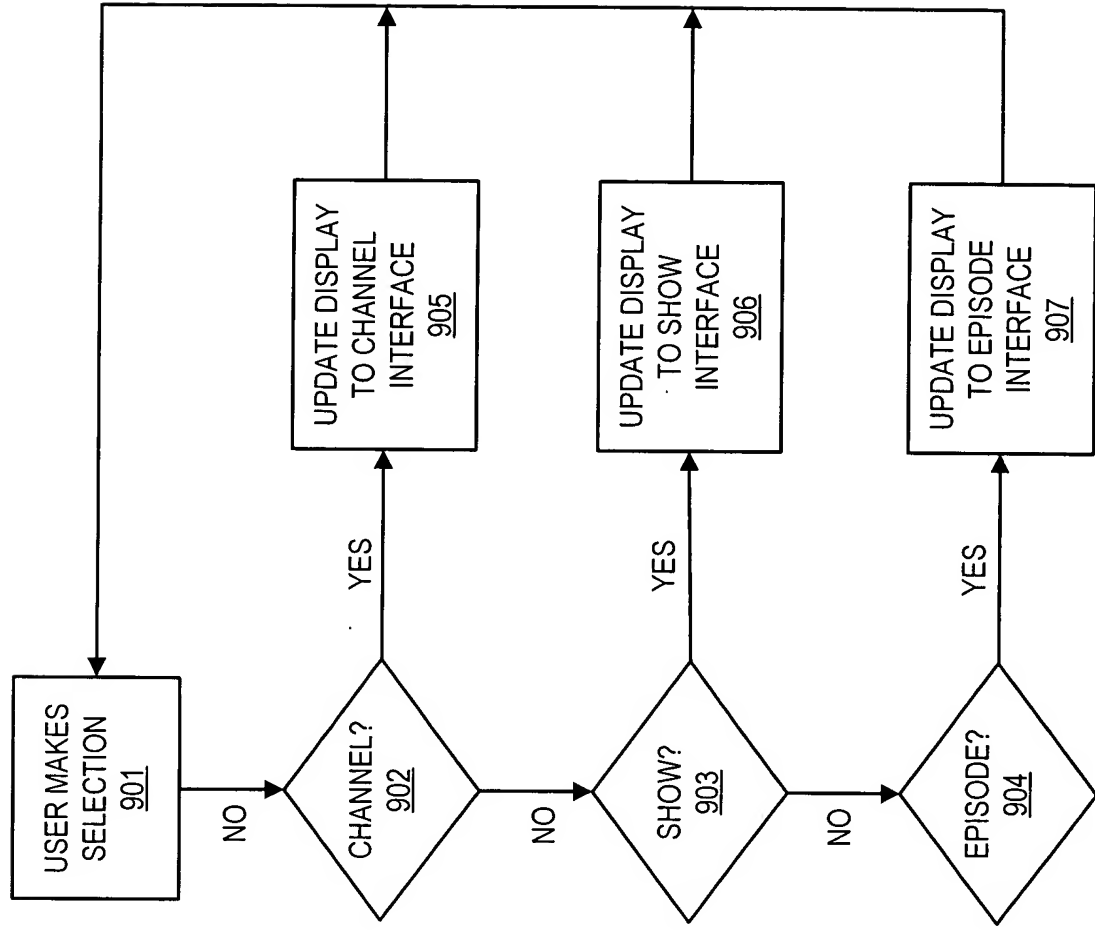 USER MAKES
SELECTION
901
NO
CHANNEL?
902
YES
UPDATE DISPLAY
TO CHANNEL
INTERFACE
905
NO
SHOW?
903
YES
UPDATE DISPLAY
TO SHOW
INTERFACE
906
NO
EPISODE?
904
YES
UPDATE DISPLAY
TO EPISODE
INTERFACE
907